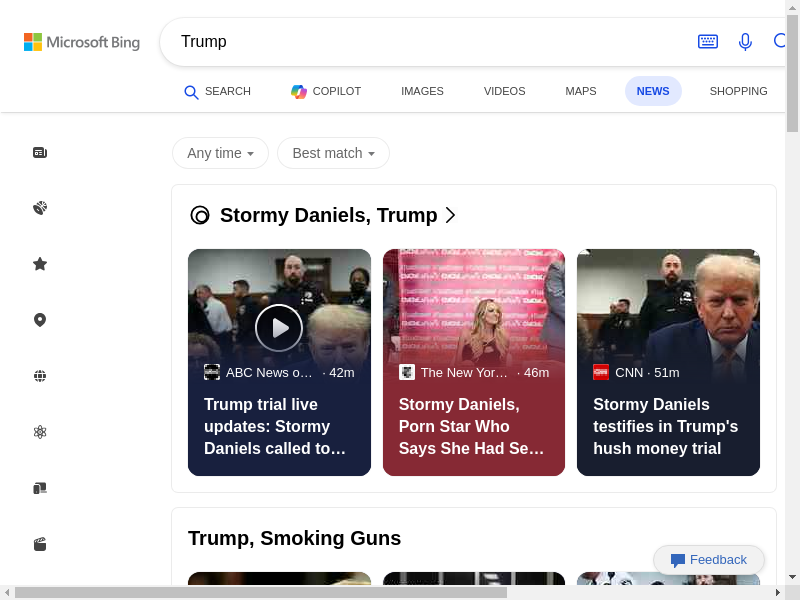 Microsoft Bing
Trump
SEARCH
COPILOT
IMAGES
VIDEOS
MAPS
NEWS
SHOPPING
Any time
Best match
Stormy Daniels, Trump
ABC News o… · 42m
Trump trial live
updates: Stormy
Daniels called to…
The New Yor… · 46m
Stormy Daniels,
Porn Star Who
Says She Had Se…
CNN · 51m
Stormy Daniels
testifies in Trump's
hush money trial
Trump, Smoking Guns
Feedback